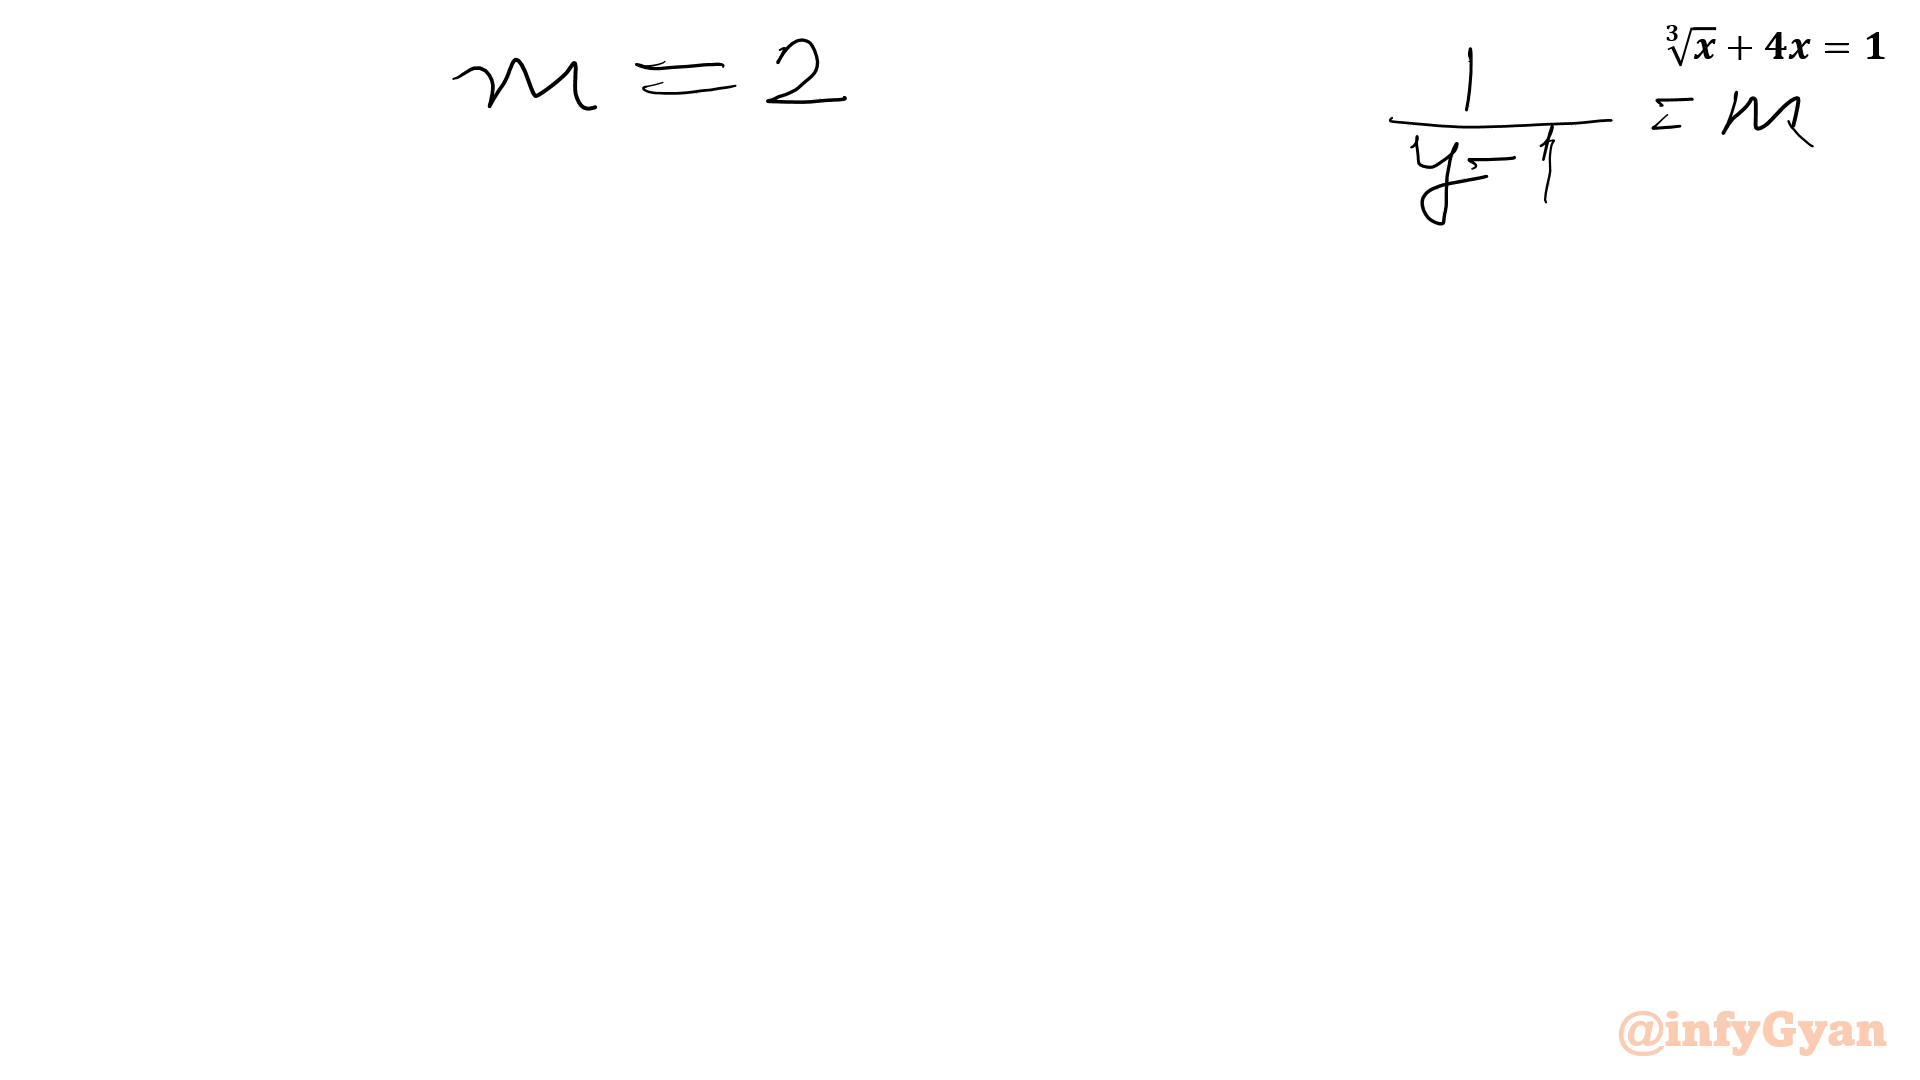 m = 2
∛x + 4x = 1
1/(y-1) = m
@infyGyan